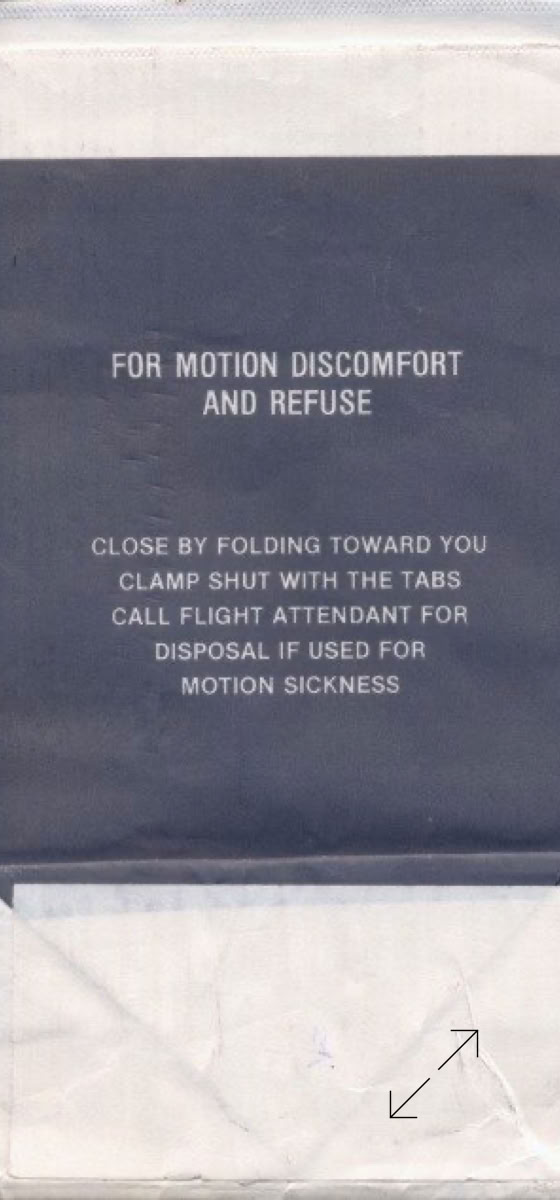 FOR MOTION DISCOMFORT
AND REFUSE
CLOSE BY FOLDING TOWARD YOU
CLAMP SHUT WITH THE TABS
CALL FLIGHT ATTENDANT FOR
DISPOSAL IF USED FOR
MOTION SICKNESS